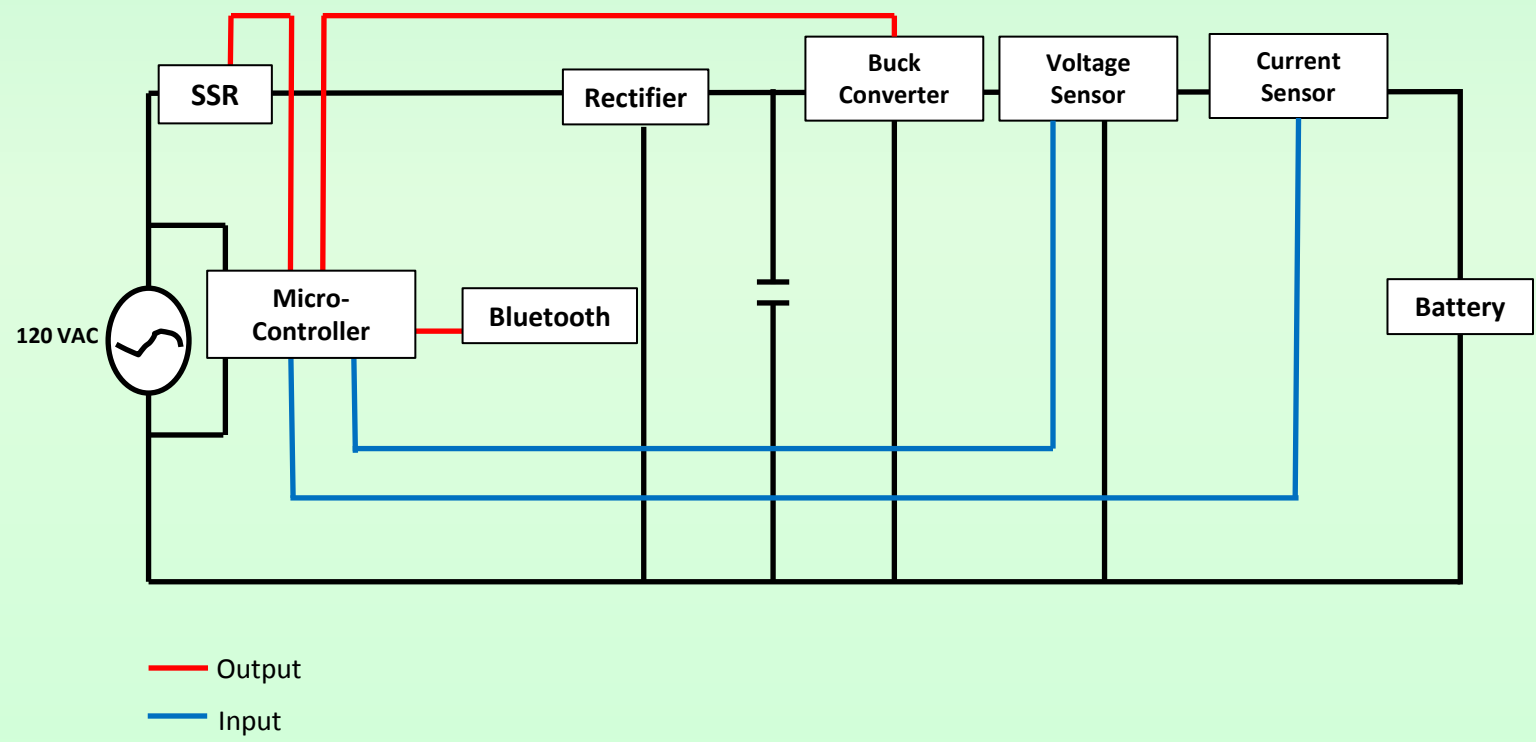 SSR
Rectifier
Buck
Converter
Voltage
Sensor
Current
Sensor
Micro-
Controller
Bluetooth
120 VAC
Battery
Output
Input